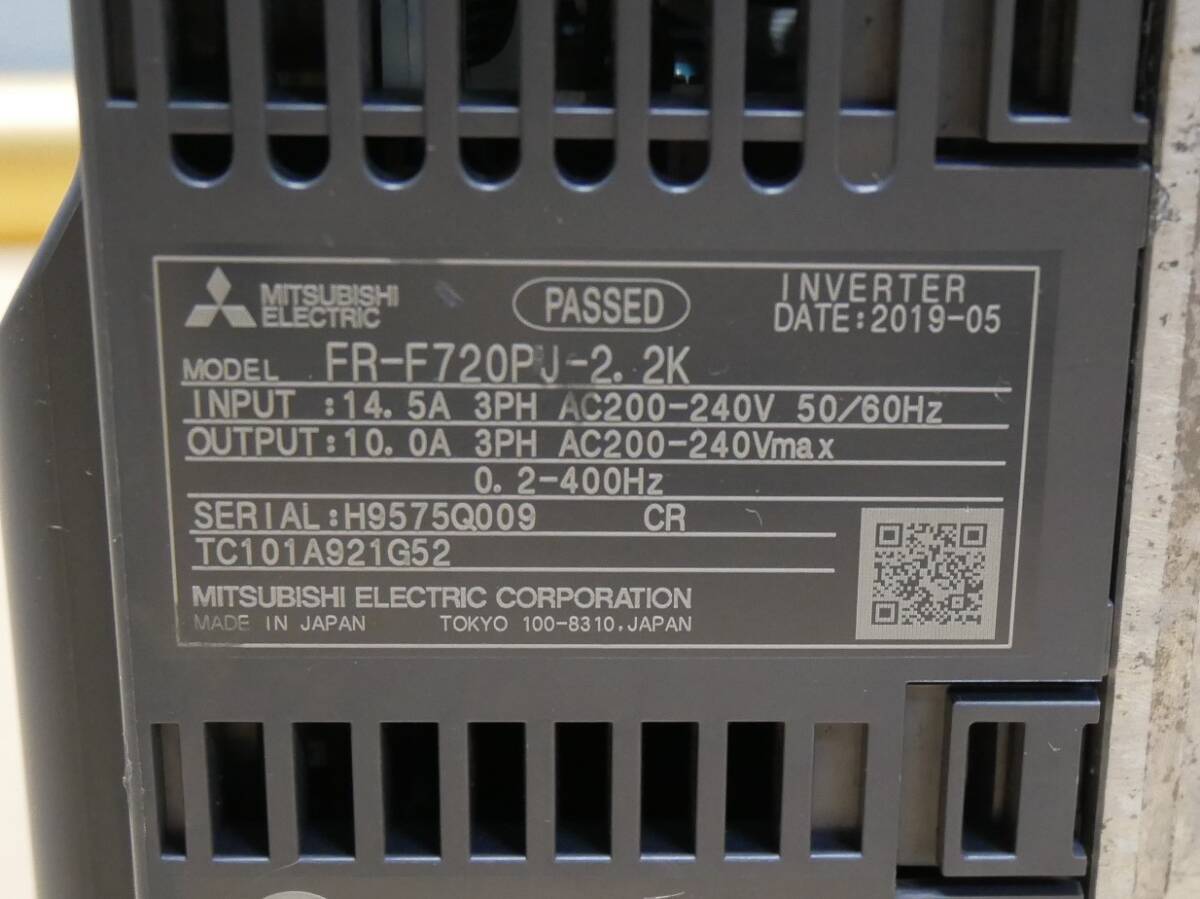 MITSUBISHI
ELECTRIC
PASSED
INVERTER
DATE:2019-05
MODEL FR-F720PJ-2.2K
INPUT :14.5A 3PH AC200-240V 50/60Hz
OUTPUT:10.0A 3PH AC200-240Vmax
0.2-400Hz
SERIAL:H9575Q009 CR
TC101A921G52
MITSUBISHI ELECTRIC CORPORATION
MADE IN JAPAN TOKYO 100-8310,JAPAN